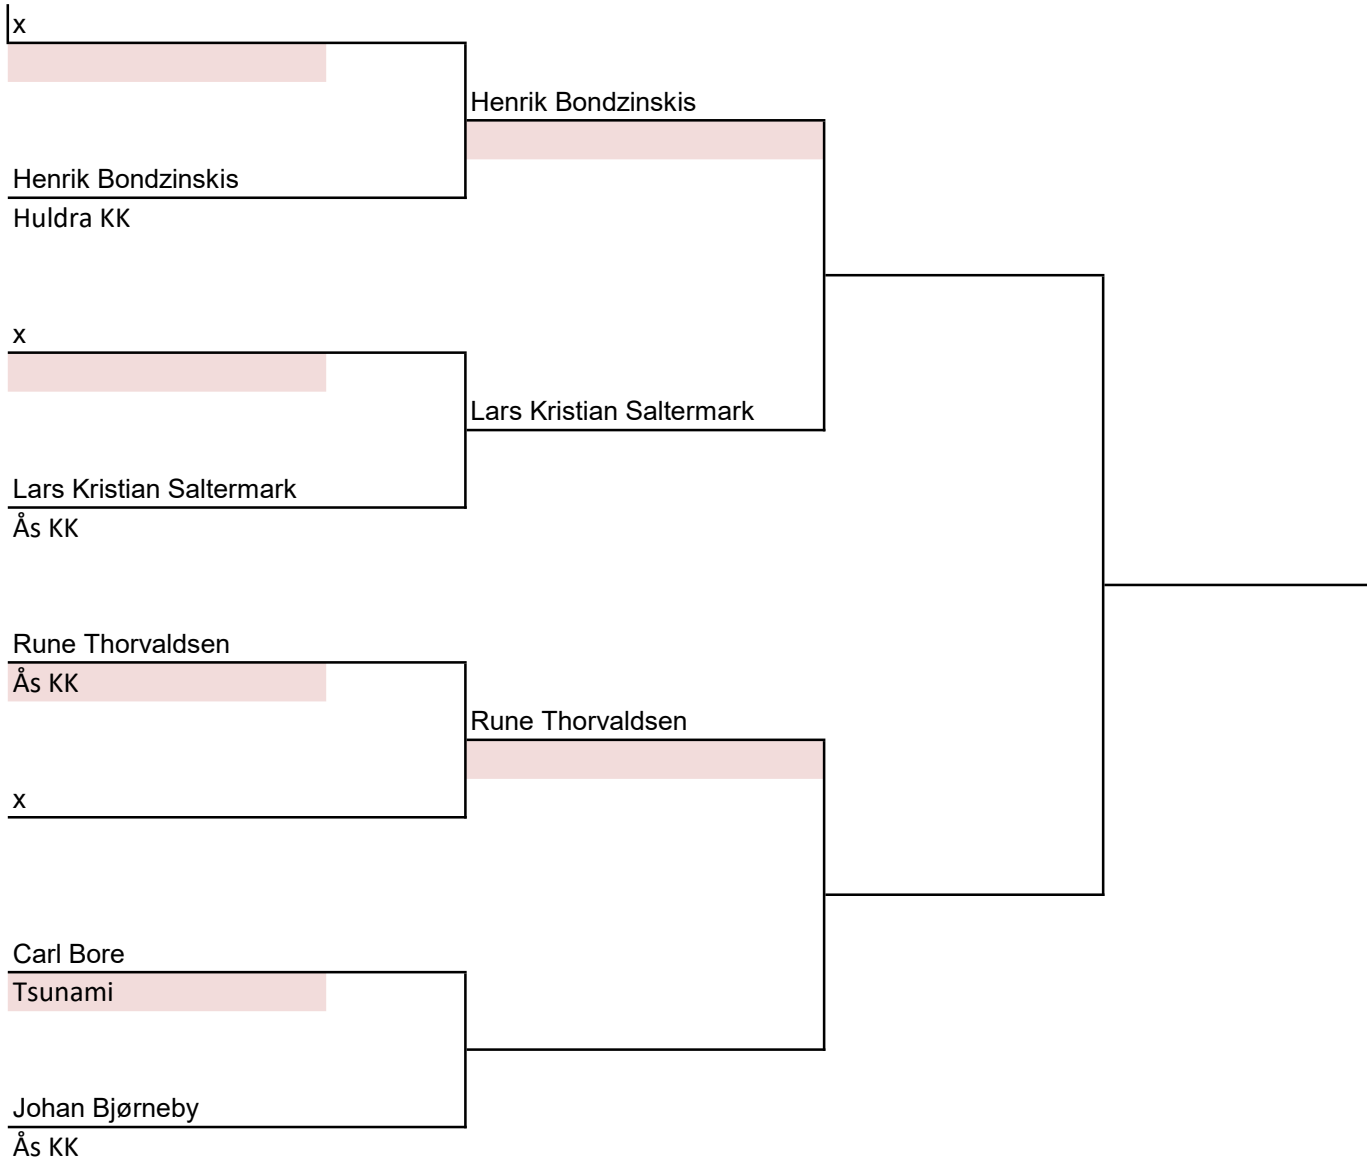 x
Henrik Bondzinskis
Henrik Bondzinskis
Huldra KK
x
Lars Kristian Saltermark
Lars Kristian Saltermark
Ås KK
Rune Thorvaldsen
Ås KK
Rune Thorvaldsen
x
Carl Bore
Tsunami
Johan Bjørneby
Ås KK